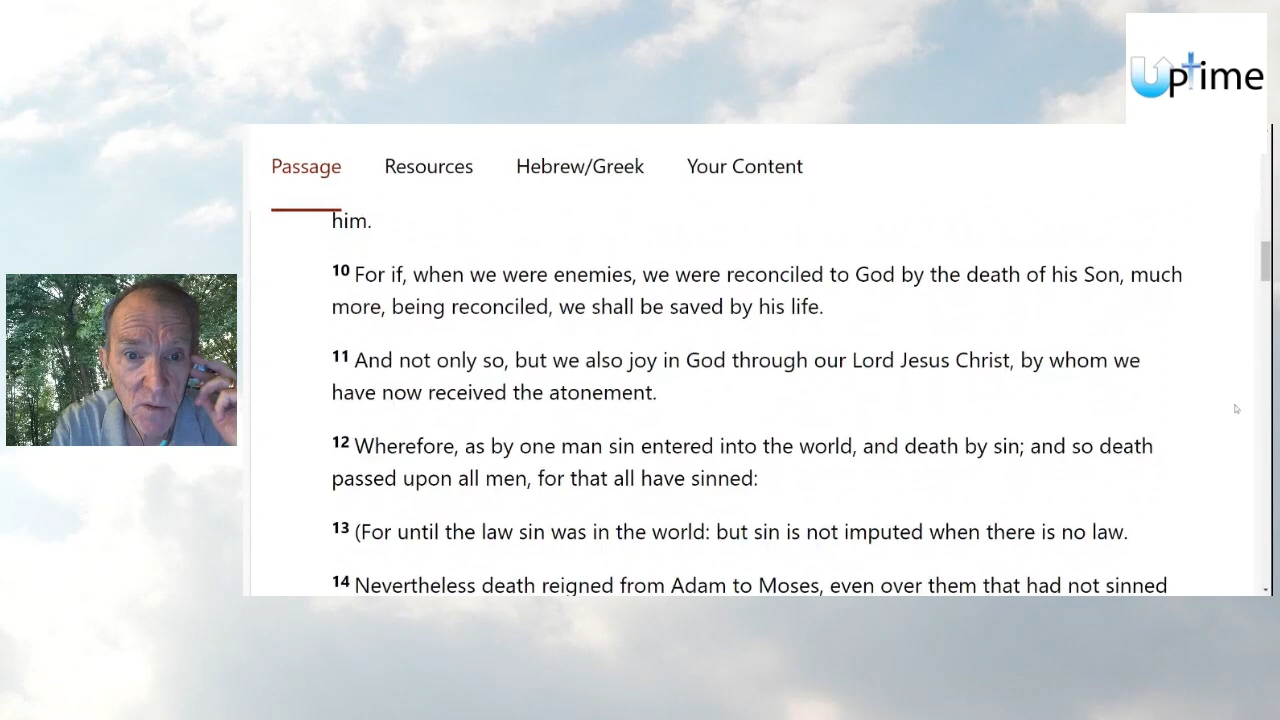 Uptime
Passage Resources Hebrew/Greek Your Content
him.
10 For if, when we were enemies, we were reconciled to God by the death of his Son, much
more, being reconciled, we shall be saved by his life.
11 And not only so, but we also joy in God through our Lord Jesus Christ, by whom we
have now received the atonement.
12 Wherefore, as by one man sin entered into the world, and death by sin; and so death
passed upon all men, for that all have sinned:
13 (For until the law sin was in the world: but sin is not imputed when there is no law.
14 Nevertheless death reigned from Adam to Moses, even over them that had not sinned